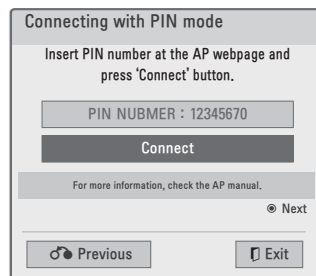 Connecting with PIN mode
Insert PIN number at the AP webpage and
press ‘Connect’ button.
PIN NUBMER : 12345670
Connect
For more information, check the AP manual.
Next
Previous
Exit